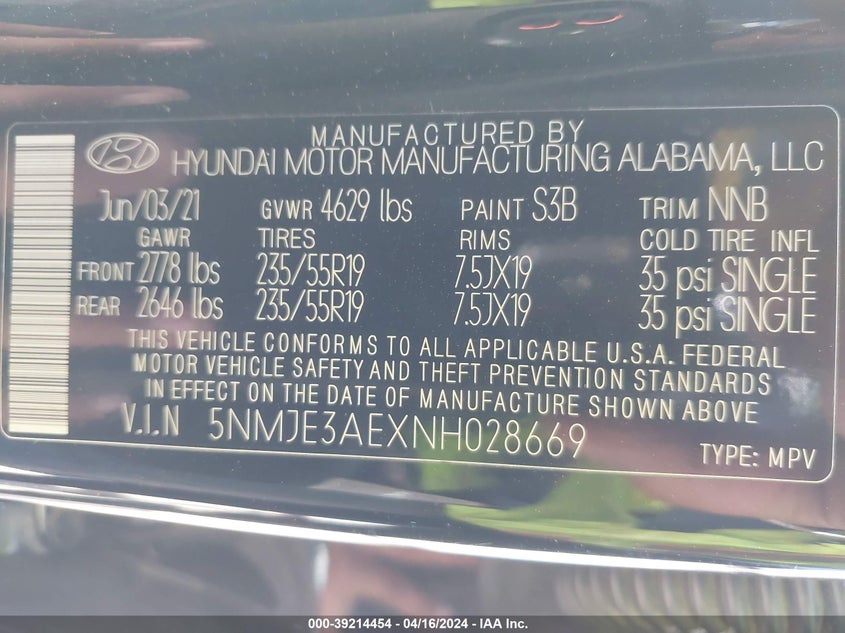 MANUFACTURED BY
HYUNDAI MOTOR MANUFACTURING ALABAMA, LLC
Jun/03/21 GVWR 4629 lbs PAINT S3B TRIM NNB
GAWR TIRES RIMS COLD TIRE INFL
FRONT 2778 lbs 235/55R19 7.5JX19 35 psi SINGLE
REAR 2646 lbs 235/55R19 7.5JX19 35 psi SINGLE
THIS VEHICLE CONFORMS TO ALL APPLICABLE U.S.A. FEDERAL
MOTOR VEHICLE SAFETY AND THEFT PREVENTION STANDARDS
IN EFFECT ON THE DATE OF MANUFACTURE SHOWN ABOVE
V.I.N 5NMJE3AEXNH028669
TYPE: MPV
000-39214454 - 04/16/2024 - IAA Inc.